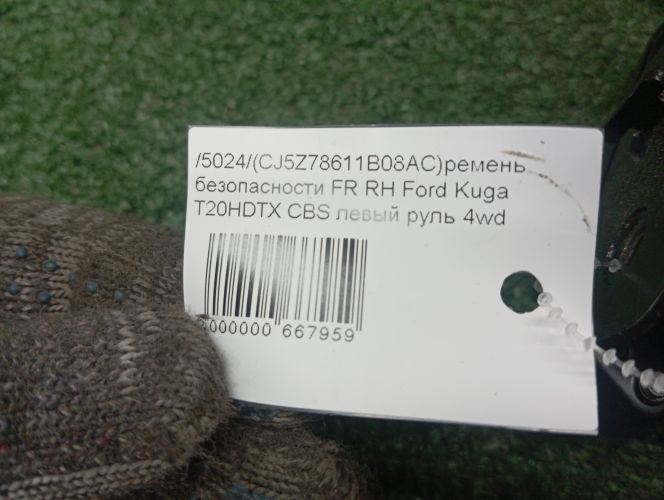 /5024/(CJ5Z78611B08AC)ремень
безопасности FR RH Ford Kuga
T20HDTX CBS левый руль 4wd
2000000 667959